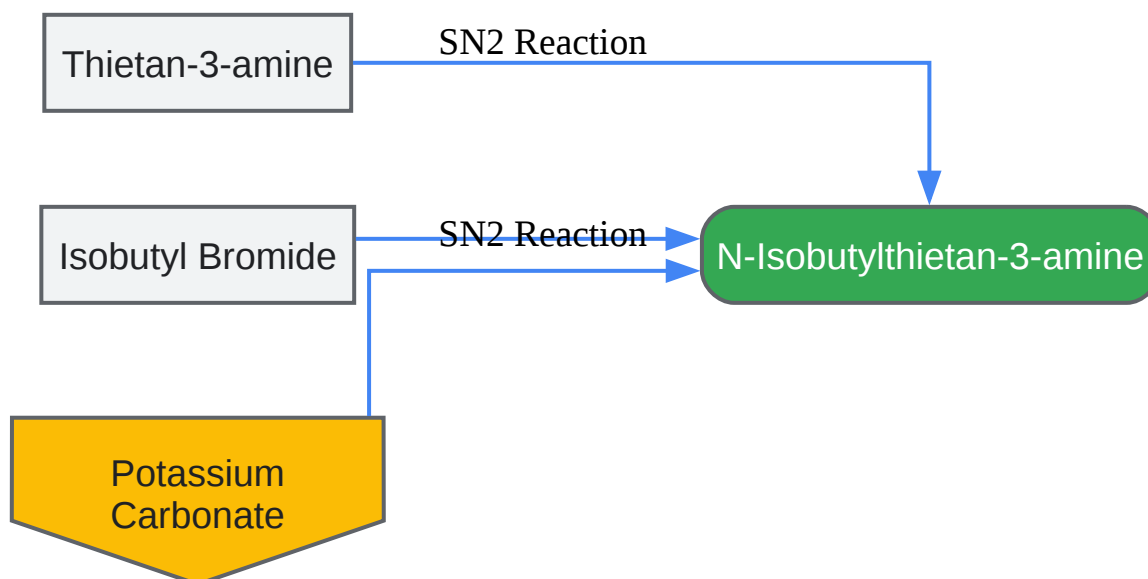 SN2 Reaction
Thietan-3-amine
SN2 Reaction
Isobutyl Bromide
N-Isobutylthietan-3-amine
Potassium
Carbonate